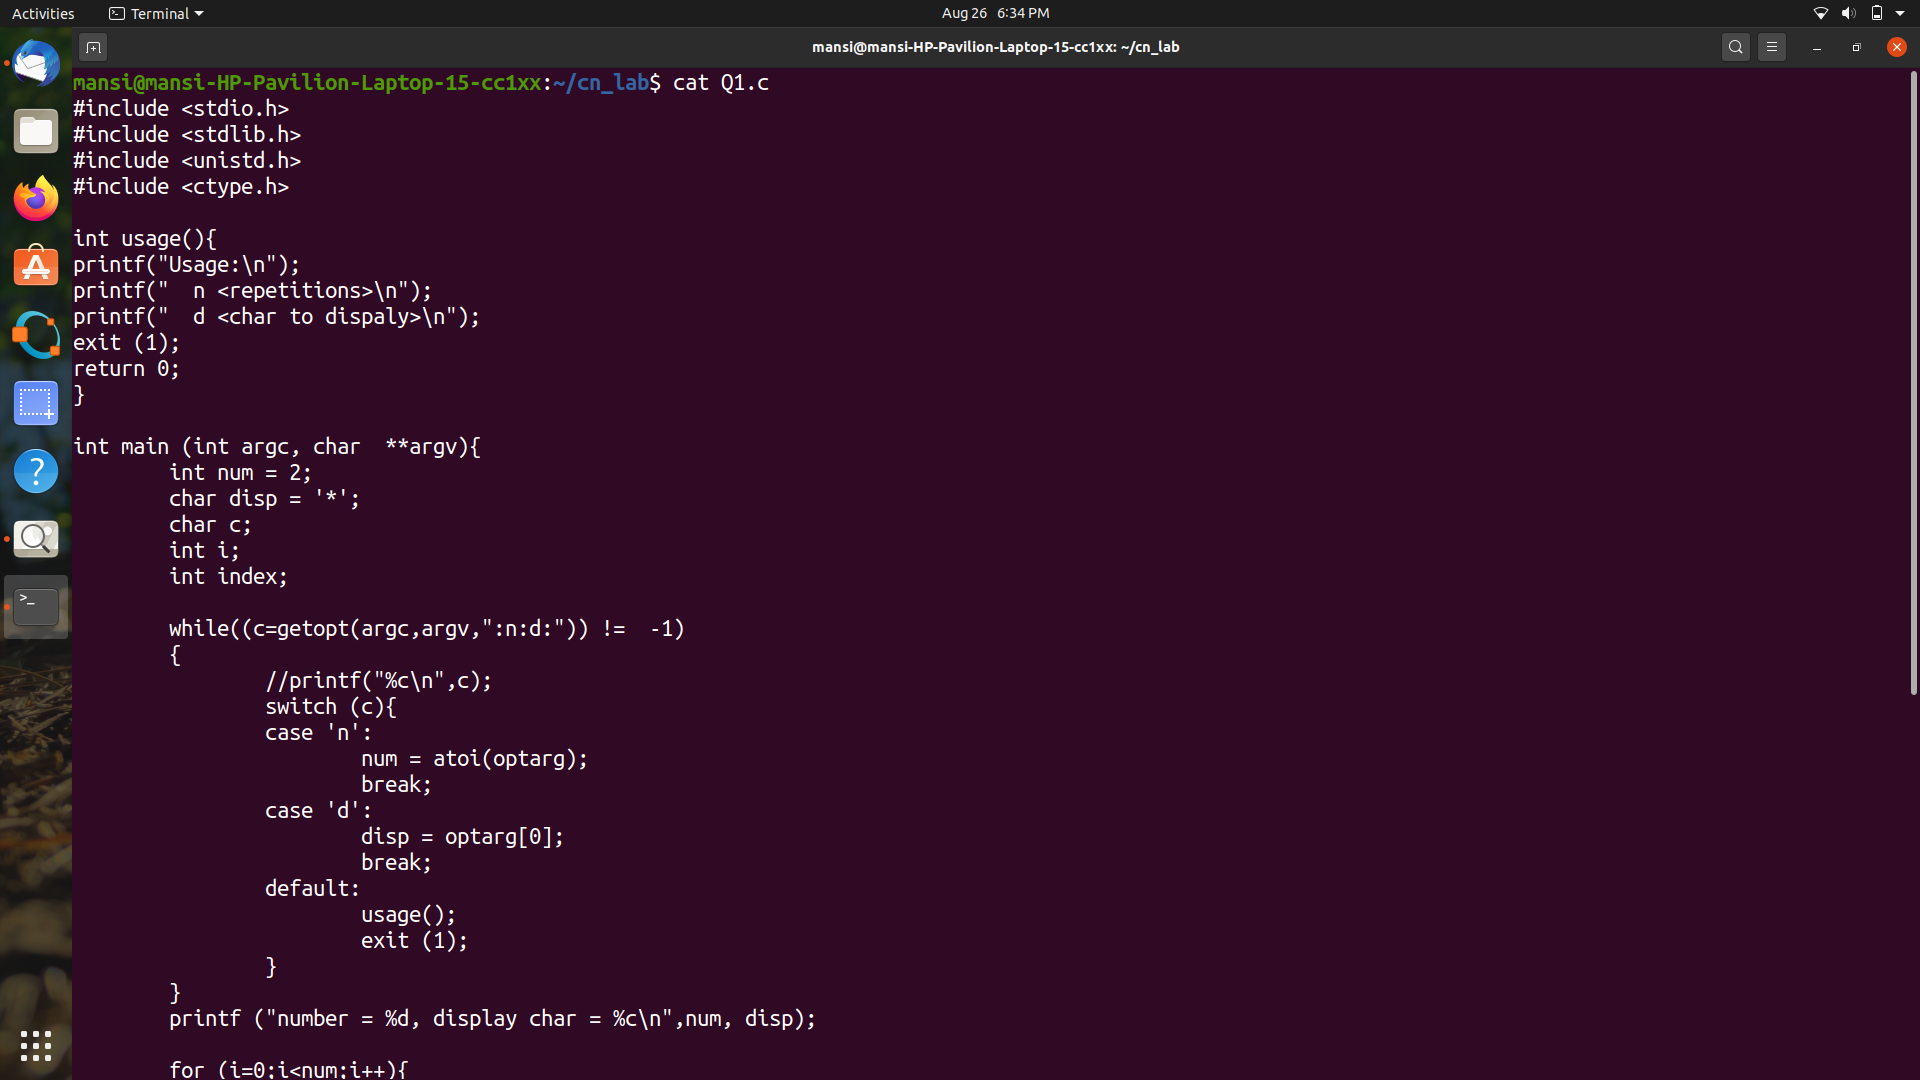 Activities
Terminal
Aug 26 6:34 PM
mansi@mansi-HP-Pavilion-Laptop-15-cc1xx: ~/cn_lab
mansi@mansi-HP-Pavilion-Laptop-15-cc1xx:~/cn_lab$ cat Q1.c
#include <stdio.h>
#include <stdlib.h>
#include <unistd.h>
#include <ctype.h>

int usage(){
printf("Usage:\n");
printf("  n <repetitions>\n");
printf("  d <char to dispaly>\n");
exit (1);
return 0;
}

int main (int argc, char  **argv){
        int num = 2;
        char disp = '*';
        char c;
        int i;
        int index;

        while((c=getopt(argc,argv,":n:d:")) !=  -1)
        {
                //printf("%c\n",c);
                switch (c){
                case 'n':
                        num = atoi(optarg);
                        break;
                case 'd':
                        disp = optarg[0];
                        break;
                default:
                        usage();
                        exit (1);
                }
        }
        printf ("number = %d, display char = %c\n",num, disp);

        for (i=0;i<num;i++){